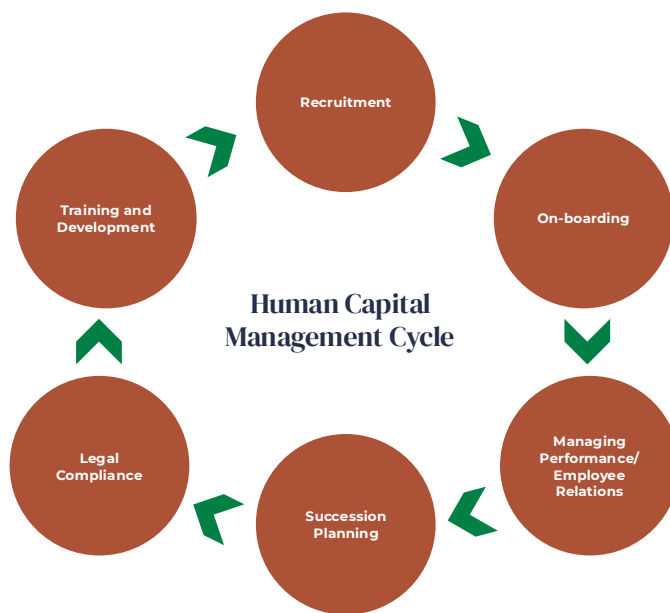 Recruitment
On-boarding
Managing
Performance/
Employee
Relations
Succession
Planning
Legal
Compliance
Training and
Development
Human Capital
Management Cycle